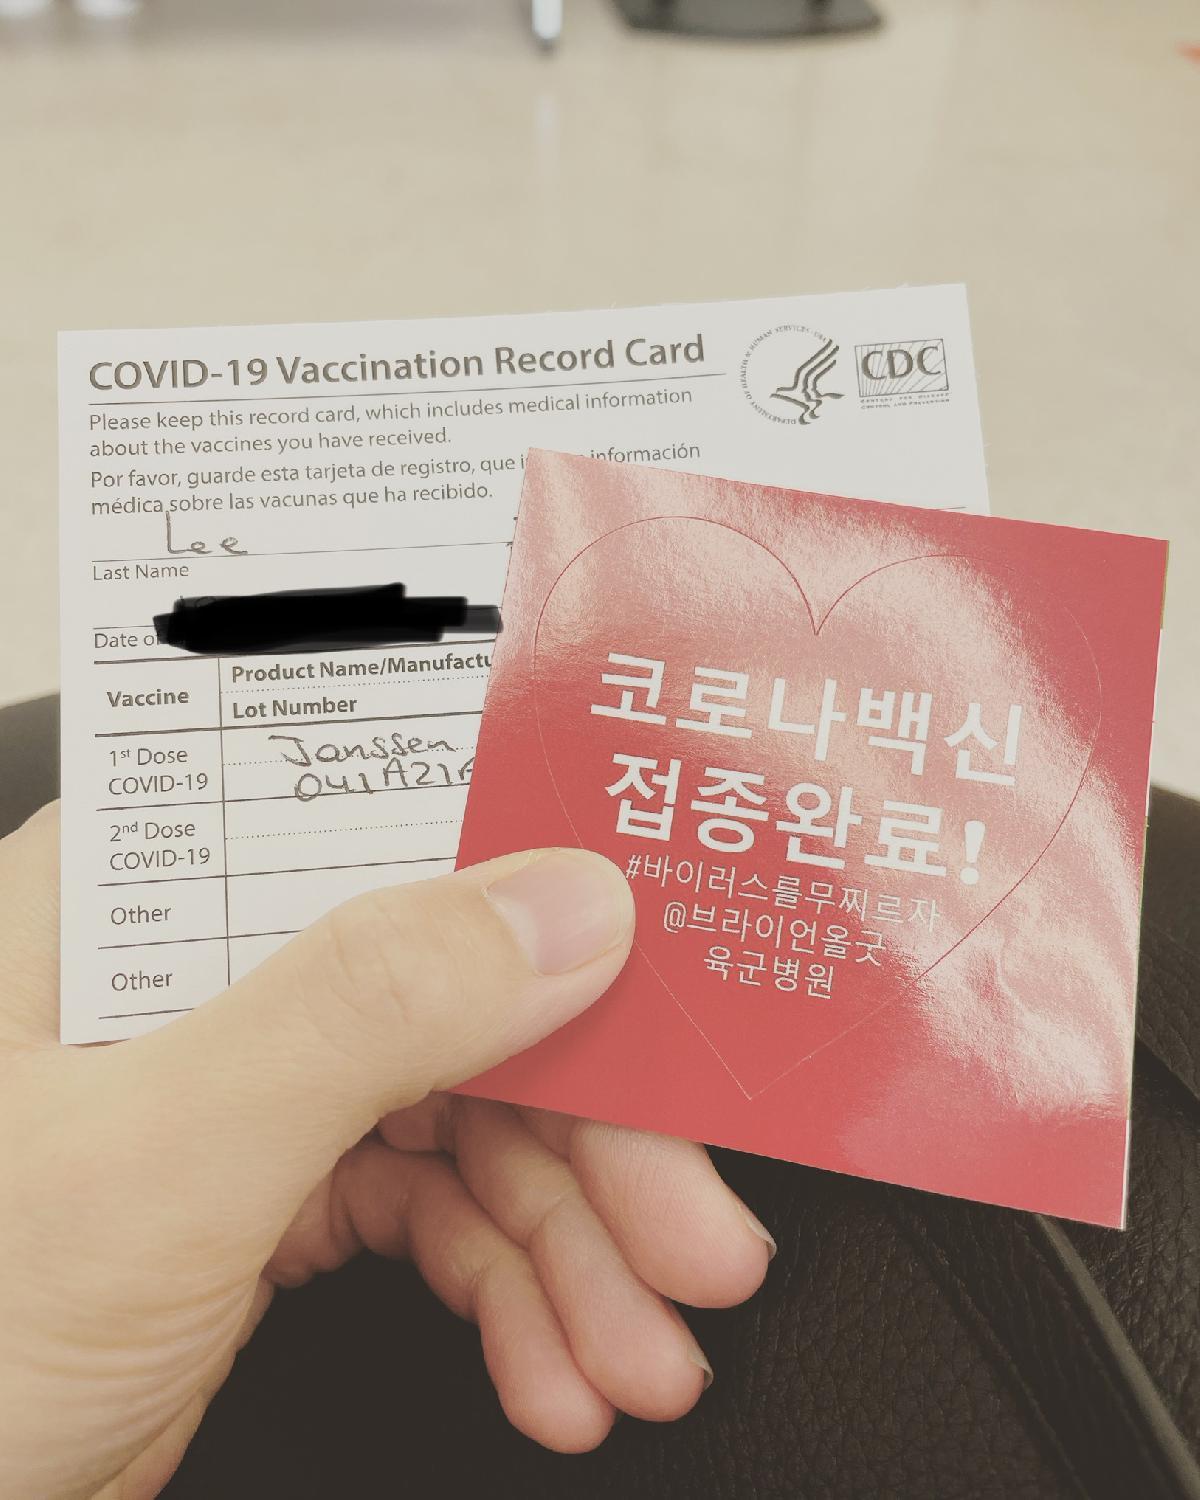 COVID-19 Vaccination Record Card
CDC
Please keep this record card, which includes medical information
about the vaccines you have received.
Por favor, guarde esta tarjeta de registro, que información
médica sobre las vacunas que ha recibido.
Lee
Last Name
Date
Product Name/Manufactu
Vaccine
Lot Number
1st Dose
COVID-19
Janssen
041A21A
2nd Dose
COVID-19
Other
Other
코로나백신
접종완료!
#바이러스를무찌르자
@브라이언올굿
육군병원